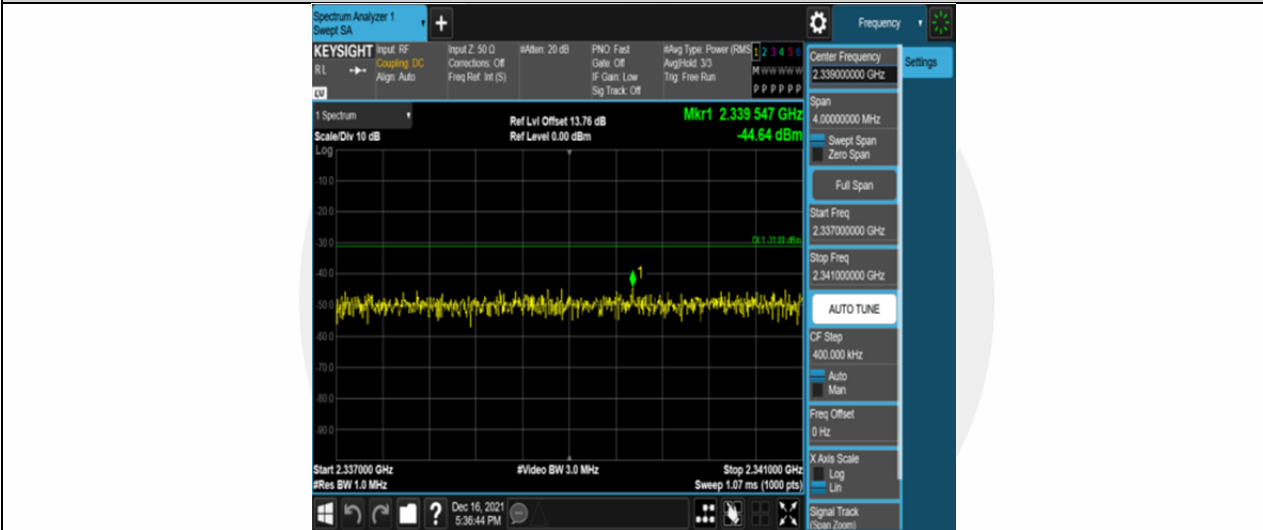 Spectrum Analyzer 1
Swept SA
+
Frequency
KEYSIGHT
Input: RF
Coupling: DC
Align: Auto
Input Z: 50 Ω
Corrections: Off
Freq Ref: Int (S)
#Atten: 20 dB
PNO: Fast
Gate: Off
IF Gain: Low
Sig Track: Off
#Avg Type: Power (RMS
Avg|Hold: 3/3
Trig: Free Run
1 2 3 4 5 6
M W W W W W
P P P P P P
RL
LV
1 Spectrum
Scale/Div 10 dB
Ref Lvl Offset 13.76 dB
Ref Level 0.00 dBm
Mkr1 2.339 547 GHz
-44.64 dBm
Log
-10.0
-20.0
-30.0
-40.0
-50.0
-60.0
-70.0
-80.0
-90.0
DL1 -31.00 dBm
1
Start 2.337000 GHz
#Res BW 1.0 MHz
#Video BW 3.0 MHz
Stop 2.341000 GHz
Sweep 1.07 ms (1000 pts)
?
Dec 16, 2021
5:36:44 PM
Center Frequency
2.339000000 GHz
Settings
Span
4.00000000 MHz
Swept Span
Zero Span
Full Span
Start Freq
2.337000000 GHz
Stop Freq
2.341000000 GHz
AUTO TUNE
CF Step
400.000 kHz
Auto
Man
Freq Offset
0 Hz
X Axis Scale
Log
Lin
Signal Track
(Span Zoom)